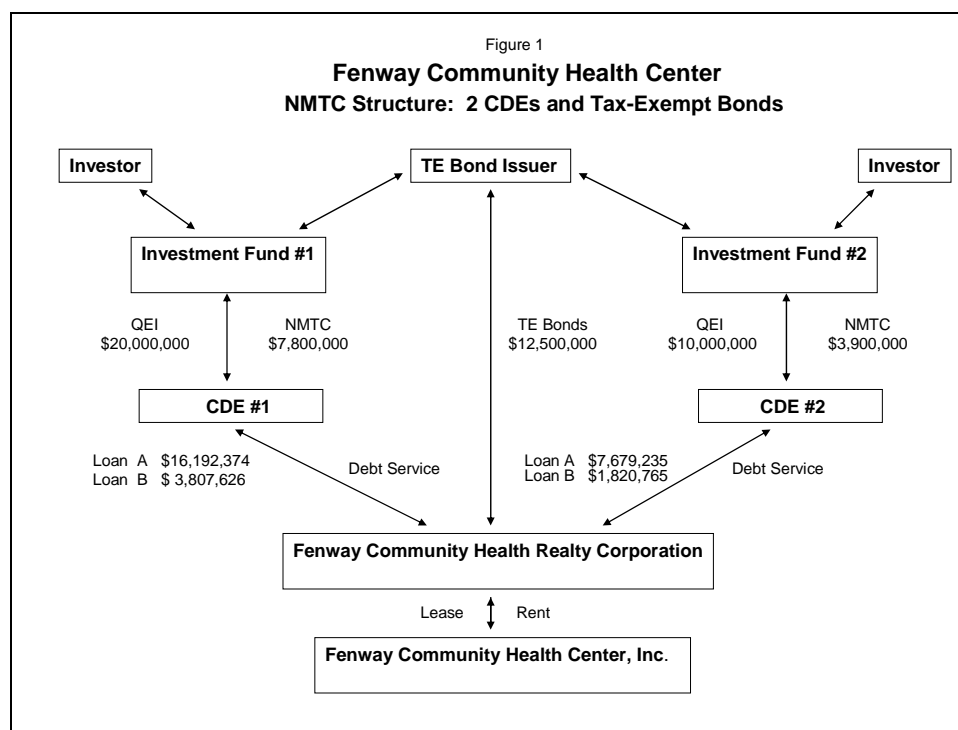 Figure 1
Fenway Community Health Center
NMTC Structure:  2 CDEs and Tax-Exempt Bonds
Investor
TE Bond Issuer
Investor
Investment Fund #1
Investment Fund #2
QEI
$20,000,000
NMTC
$7,800,000
TE Bonds
$12,500,000
QEI
$10,000,000
NMTC
$3,900,000
CDE #1
CDE #2
Loan  A  $16,192,374
Loan  B  $ 3,807,626
Debt Service
Loan A  $7,679,235
Loan B  $1,820,765
Debt Service
Fenway Community Health Realty Corporation
Lease
Rent
Fenway Community Health Center, Inc.